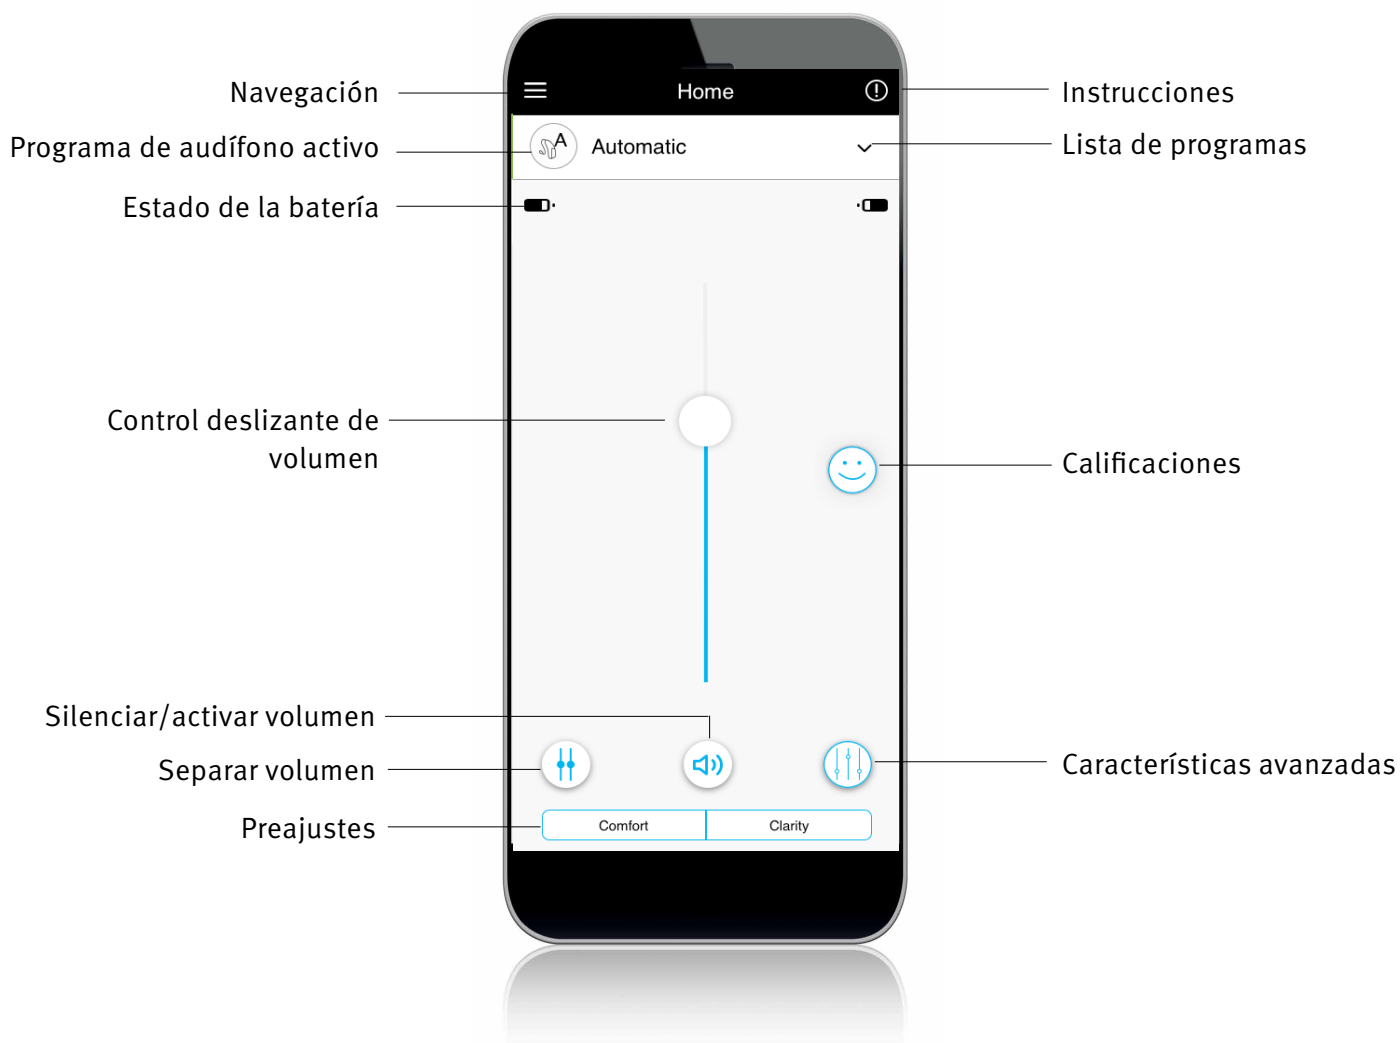 Navegación
Home
Instrucciones
Programa de audífono activo
A
Automatic
Lista de programas
Estado de la batería
Control deslizante de
volumen
Calificaciones
Silenciar/activar volumen
Separar volumen
Características avanzadas
Preajustes
Comfort
Clarity